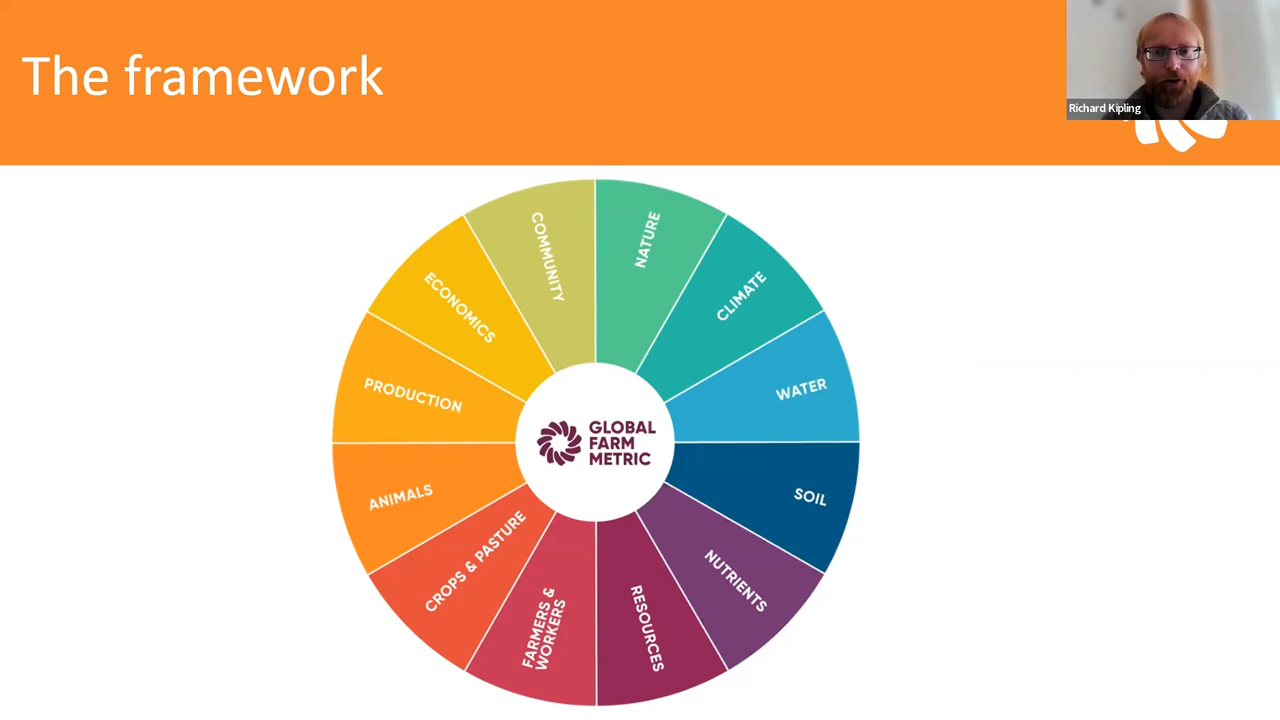 The framework
Richard Kipling
NATURE
CLIMATE
WATER
SOIL
NUTRIENTS
RESOURCES
FARMERS &
WORKERS
CROPS & PASTURE
ANIMALS
PRODUCTION
ECONOMICS
COMMUNITY
GLOBAL
FARM
METRIC